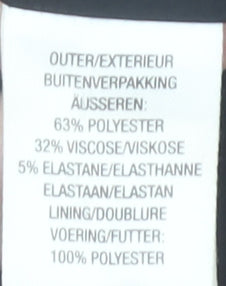 OUTER/EXTERIEUR
BUITENVERPAKKING
ÄUSSEREN:
63% POLYESTER
32% VISCOSE/VISKOSE
5% ELASTANE/ELASTHANNE
ELASTAAN/ELASTAN
LINING/DOUBLURE
VOERING/FUTTER:
100% POLYESTER